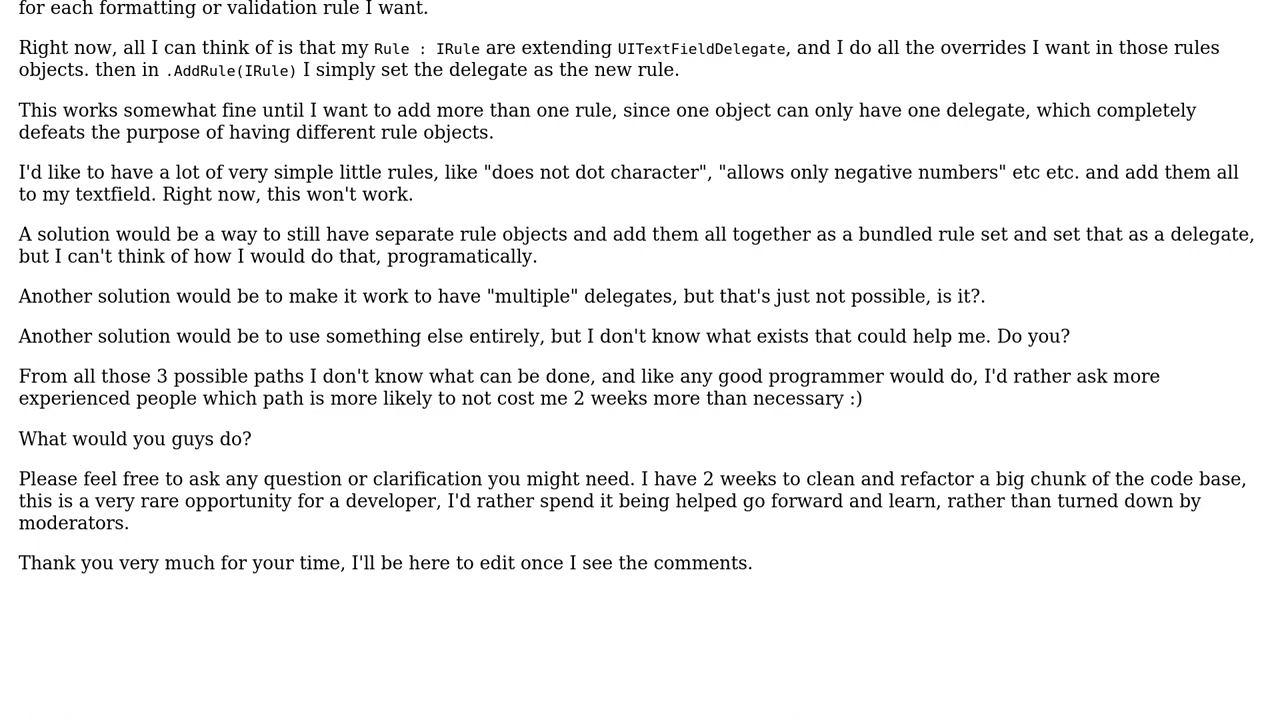 for each formatting or validation rule I want.
Right now, all I can think of is that my Rule : IRule are extending UITextFieldDelegate, and I do all the overrides I want in those rules
objects. then in .AddRule(IRule) I simply set the delegate as the new rule.
This works somewhat fine until I want to add more than one rule, since one object can only have one delegate, which completely
defeats the purpose of having different rule objects.
I'd like to have a lot of very simple little rules, like "does not dot character", "allows only negative numbers" etc etc. and add them all
to my textfield. Right now, this won't work.
A solution would be a way to still have separate rule objects and add them all together as a bundled rule set and set that as a delegate,
but I can't think of how I would do that, programatically.
Another solution would be to make it work to have "multiple" delegates, but that's just not possible, is it?.
Another solution would be to use something else entirely, but I don't know what exists that could help me. Do you?
From all those 3 possible paths I don't know what can be done, and like any good programmer would do, I'd rather ask more
experienced people which path is more likely to not cost me 2 weeks more than necessary :)
What would you guys do?
Please feel free to ask any question or clarification you might need. I have 2 weeks to clean and refactor a big chunk of the code base,
this is a very rare opportunity for a developer, I'd rather spend it being helped go forward and learn, rather than turned down by
moderators.
Thank you very much for your time, I'll be here to edit once I see the comments.